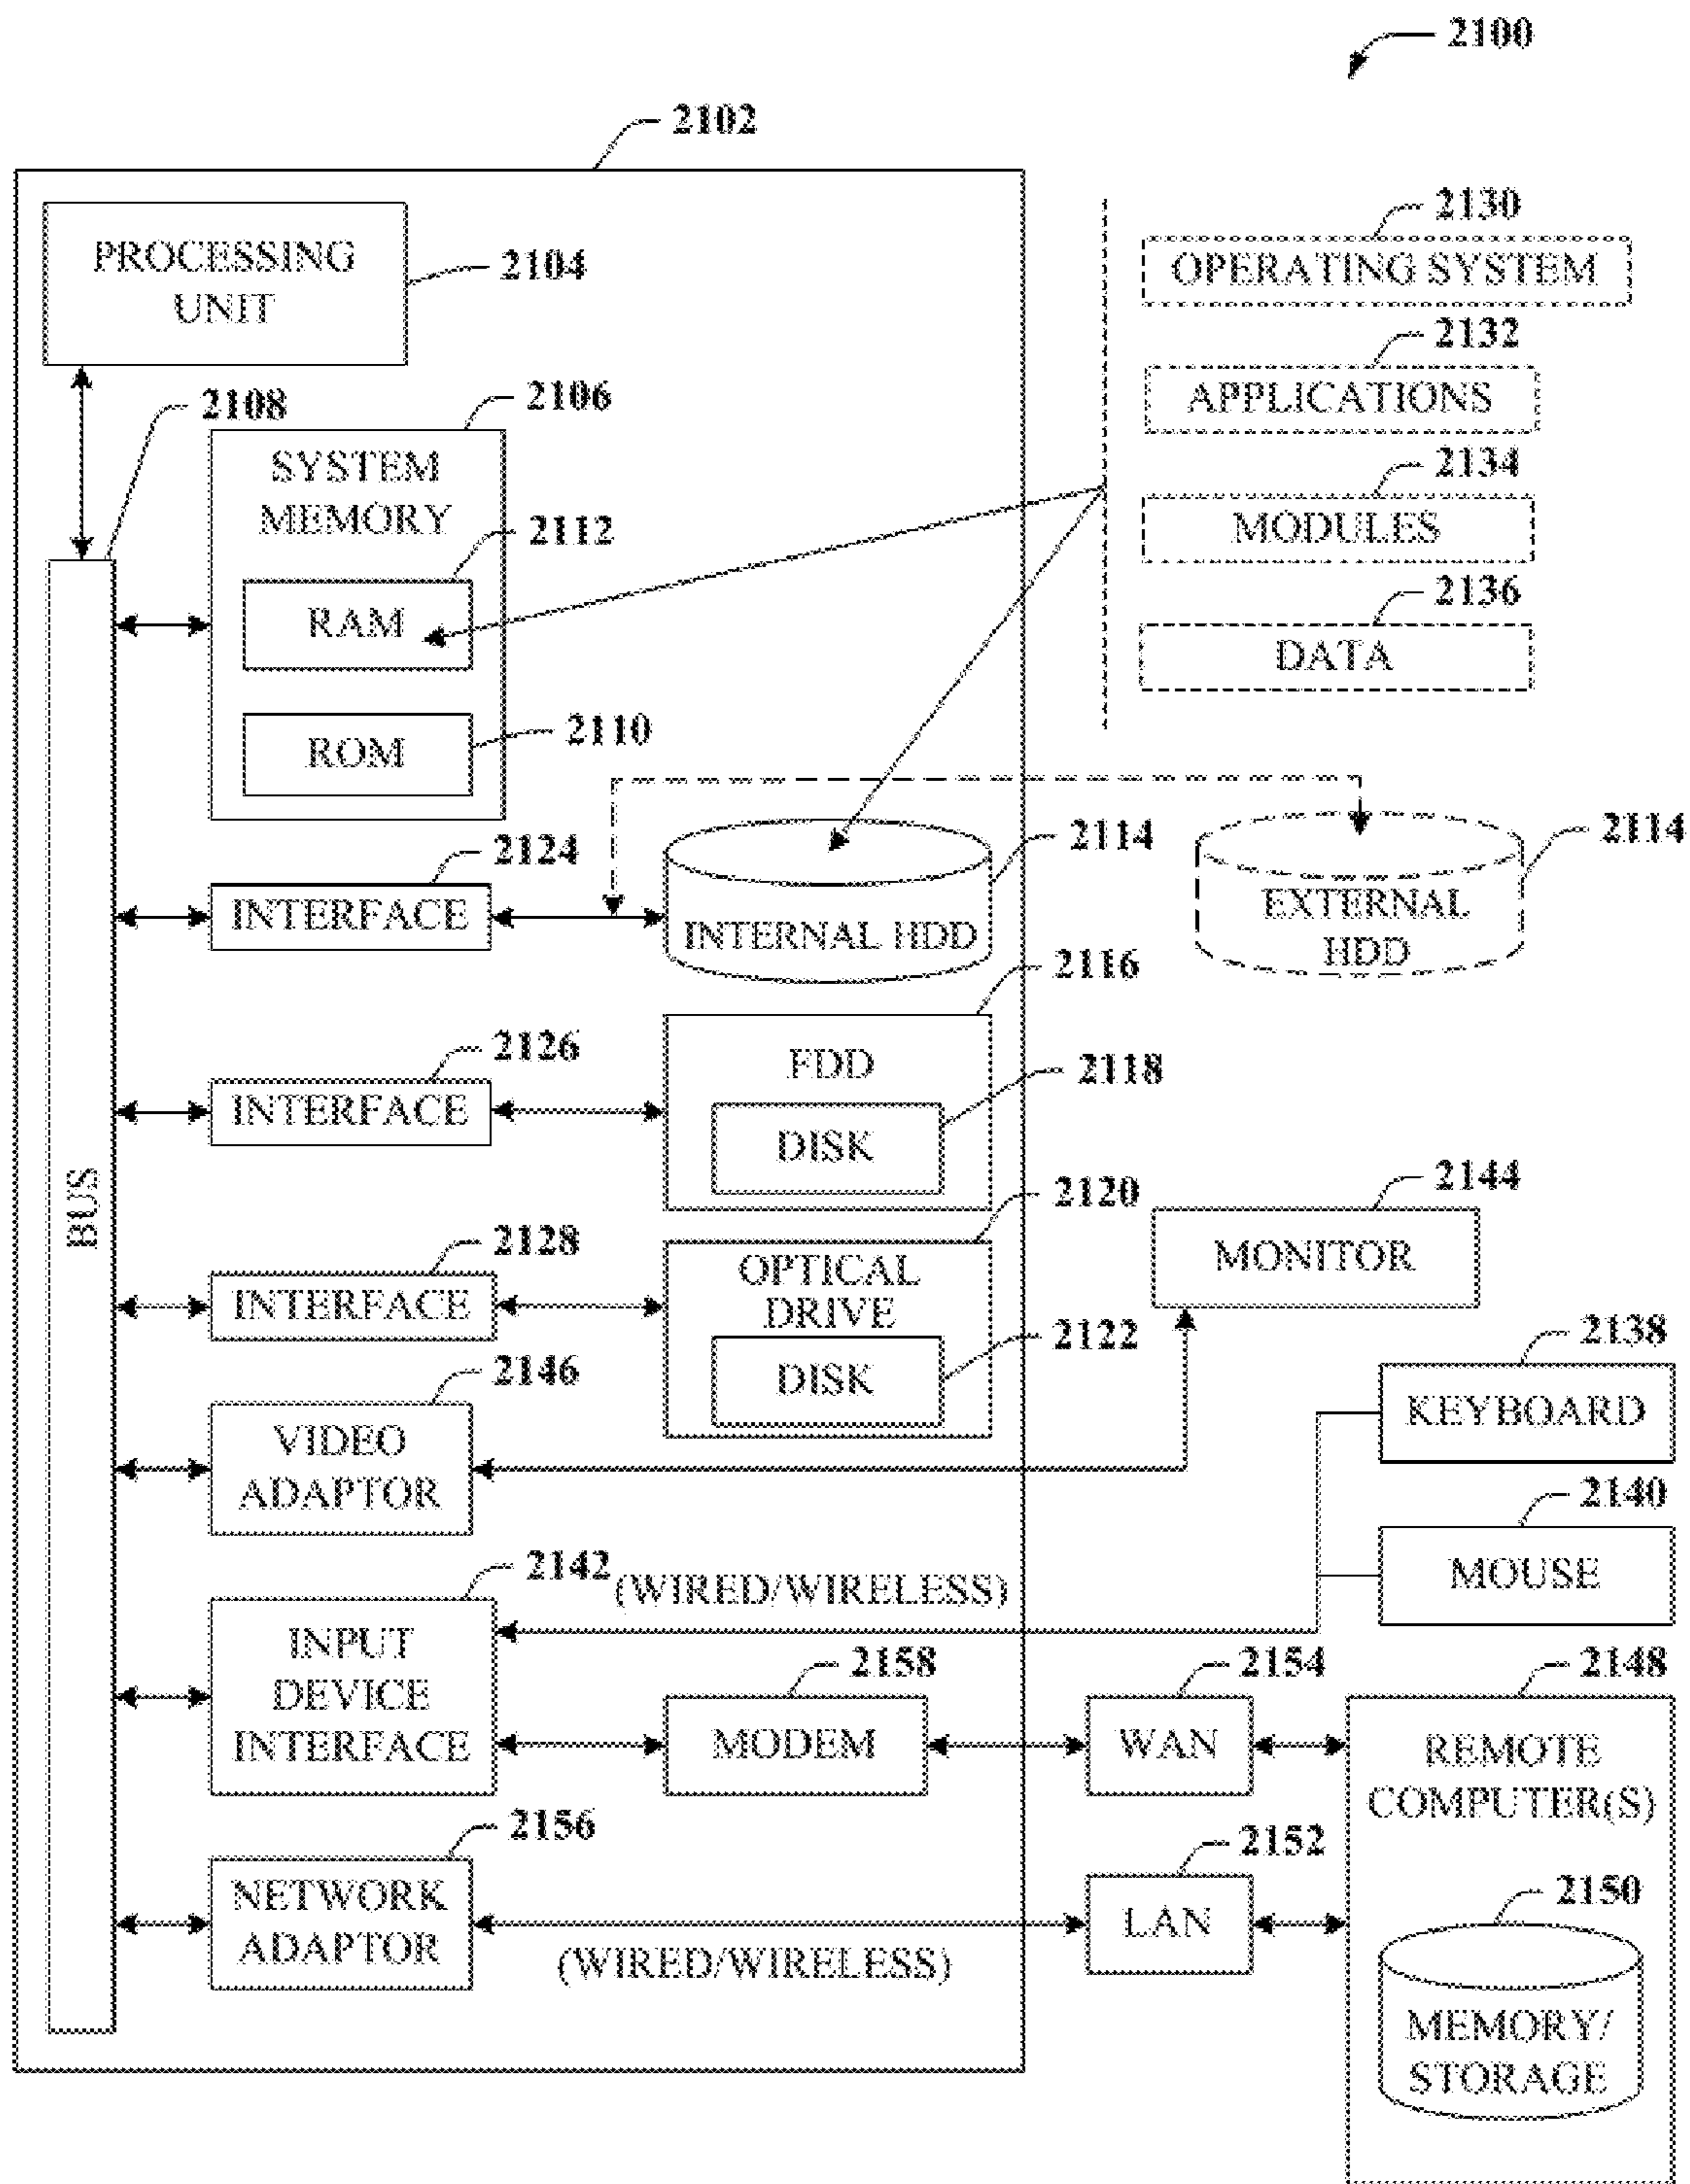 2100
2102
PROCESSING
UNIT
2104
2108
2106
SYSTEM
MEMORY
2112
RAM
ROM
2110
2130
OPERATING SYSTEM
2132
APPLICATIONS
2134
MODULES
2136
DATA
BUS
2124
INTERFACE
INTERNAL HDD
2114
EXTERNAL
HDD
2114
2126
INTERFACE
2116
FDD
DISK
2118
2128
INTERFACE
2120
OPTICAL
DRIVE
DISK
2122
2144
MONITOR
2146
VIDEO
ADAPTOR
2138
KEYBOARD
2140
MOUSE
2142
(WIRED/WIRELESS)
INPUT
DEVICE
INTERFACE
2158
MODEM
2154
WAN
2148
REMOTE
COMPUTER(S)
2156
NETWORK
ADAPTOR
(WIRED/WIRELESS)
2152
LAN
2150
MEMORY/
STORAGE